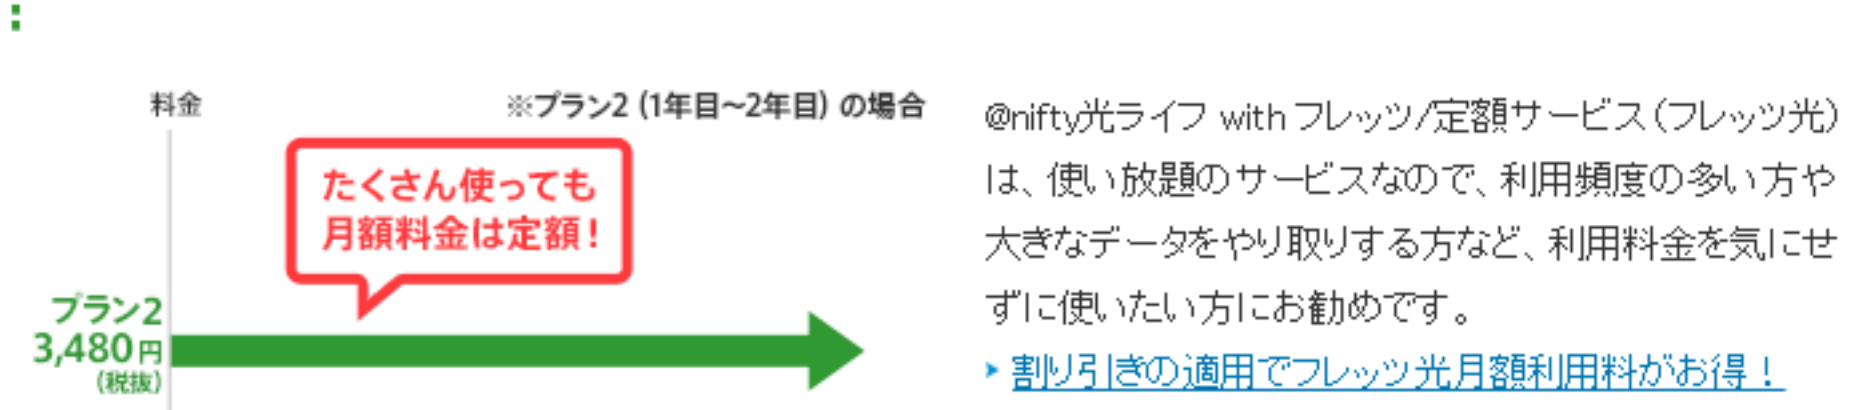 料金
※プラン2（1年目～2年目）の場合
たくさん使っても
月額料金は定額！
プラン2
3,480円
（税抜）
@nifty光ライフ with フレッツ/定額サービス（フレッツ光）
は、使い放題のサービスなので、利用頻度の多い方や
大きなデータをやり取りする方など、利用料金を気にせ
ずに使いたい方にお勧めです。
割り引きの適用でフレッツ光月額利用料がお得！